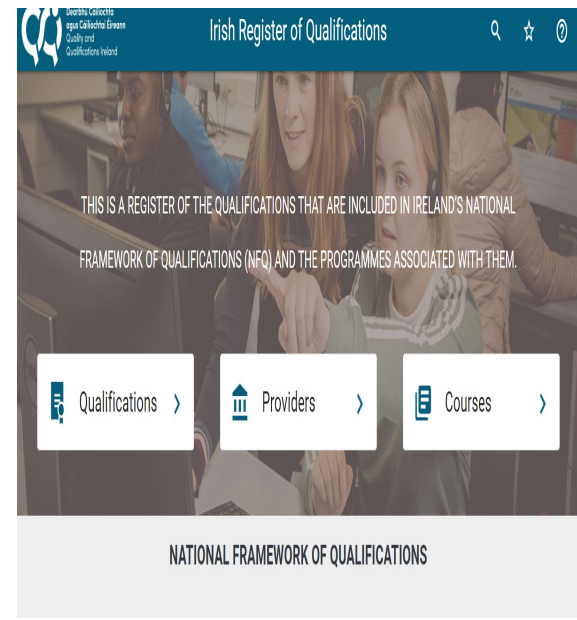 Dearbhú Cáilíochta
agus Cáilíochtaí Éireann
Quality and
Qualifications Ireland
Irish Register of Qualifications
THIS IS A REGISTER OF THE QUALIFICATIONS THAT ARE INCLUDED IN IRELAND'S NATIONAL
FRAMEWORK OF QUALIFICATIONS (NFQ) AND THE PROGRAMMES ASSOCIATED WITH THEM.
Qualifications
Providers
Courses
NATIONAL FRAMEWORK OF QUALIFICATIONS